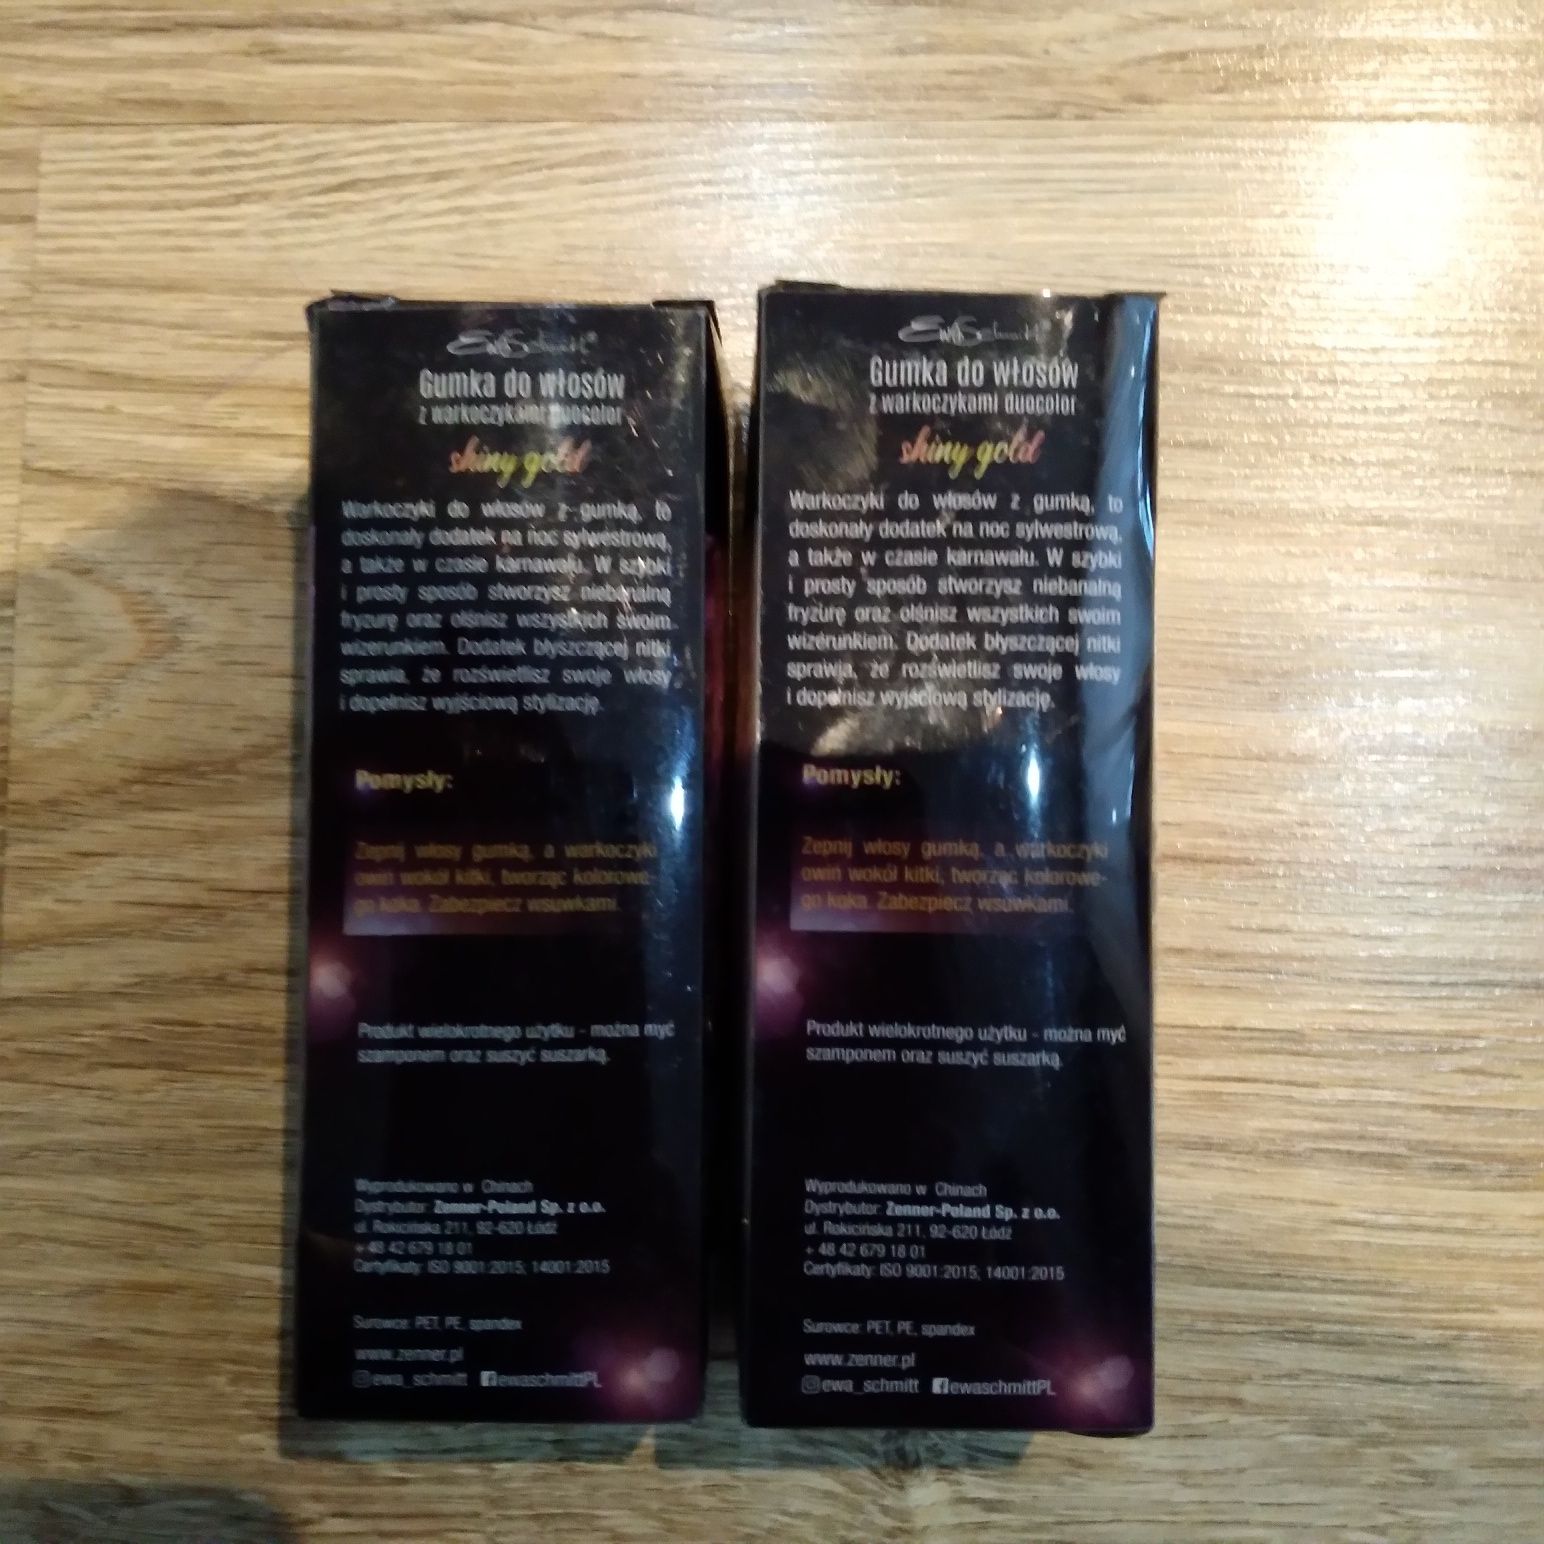 EwaSchmitt®
Gumka do włosów
z warkoczykami duocolor
shiny gold
Warkoczyki do włosów z gumką, to
doskonały dodatek na noc sylwestrową,
a także w czasie karnawału. W szybki
i prosty sposób stworzysz niebanalną
fryzurę oraz olśnisz wszystkich swoim
wizerunkiem. Dodatek błyszczącej nitki
sprawia, że rozświetlisz swoje włosy
i dopełnisz wyjściową stylizację.
Pomysły:
Zepnij włosy gumką, a warkoczyki
owiń wokół kitki, tworząc kolorowe-
go koka. Zabezpiecz wsuwkami.
Produkt wielokrotnego użytku - można myć
szamponem oraz suszyć suszarką.
Wyprodukowano w Chinach
Dystrybutor: Zenner-Poland Sp. z o.o.
ul. Rokicińska 211, 92-620 Łódź
+ 48 42 679 18 01
Certyfikaty: ISO 9001:2015, 14001:2015
Surowce: PET, PE, spandex
www.zenner.pl
ewa_schmitt ewaschmittPL
EwaSchmitt®
Gumka do włosów
z warkoczykami duocolor
shiny gold
Warkoczyki do włosów z gumką, to
doskonały dodatek na noc sylwestrową,
a także w czasie karnawału. W szybki
i prosty sposób stworzysz niebanalną
fryzurę oraz olśnisz wszystkich swoim
wizerunkiem. Dodatek błyszczącej nitki
sprawia, że rozświetlisz swoje włosy
i dopełnisz wyjściową stylizację.
Pomysły:
Zepnij włosy gumką, a warkoczyki
owiń wokół kitki, tworząc kolorowe-
go koka. Zabezpiecz wsuwkami.
Produkt wielokrotnego użytku - można myć
szamponem oraz suszyć suszarką.
Wyprodukowano w Chinach
Dystrybutor: Zenner-Poland Sp. z o.o.
ul. Rokicińska 211, 92-620 Łódź
+ 48 42 679 18 01
Certyfikaty: ISO 9001:2015, 14001:2015
Surowce: PET, PE, spandex
www.zenner.pl
ewa_schmitt ewaschmittPL